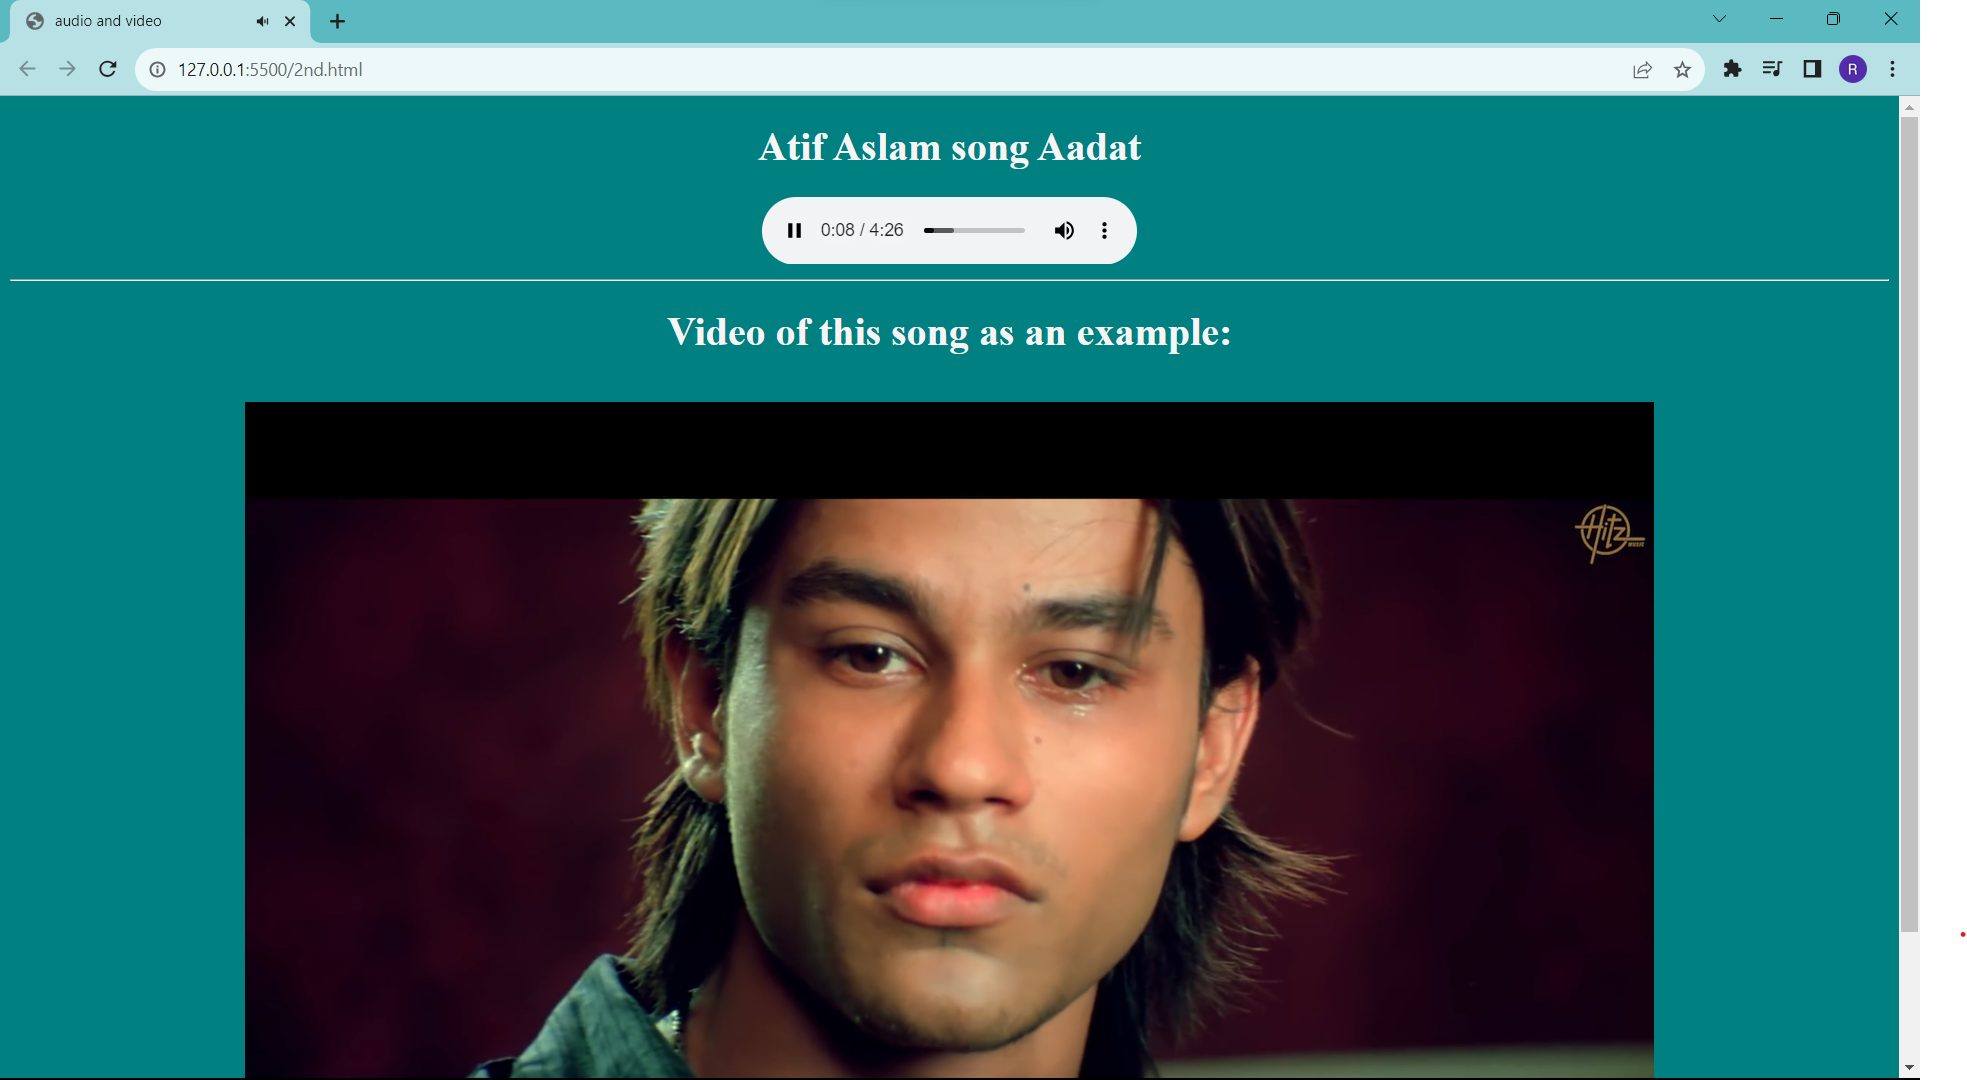 audio and video
127.0.0.1:5500/2nd.html
R
Atif Aslam song Aadat
0:08 / 4:26
Video of this song as an example:
Hitz
MUSIC